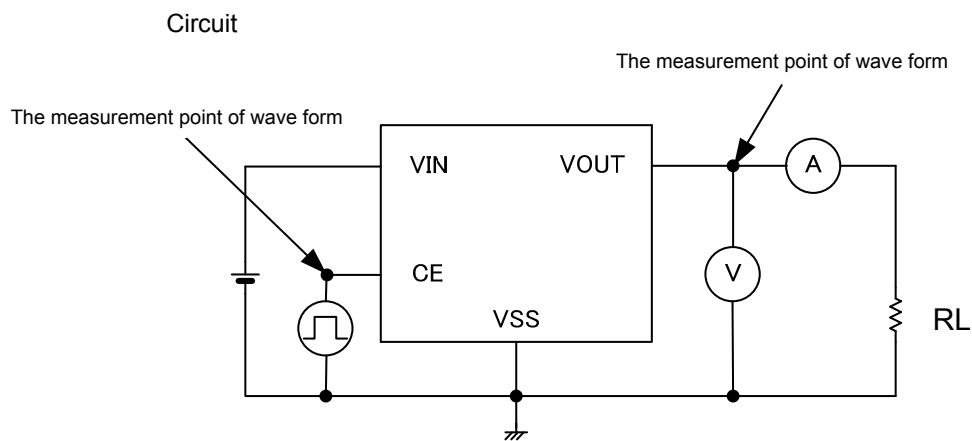 Circuit
The measurement point of wave form
The measurement point of wave form
VIN
VOUT
A
CE
V
VSS
RL